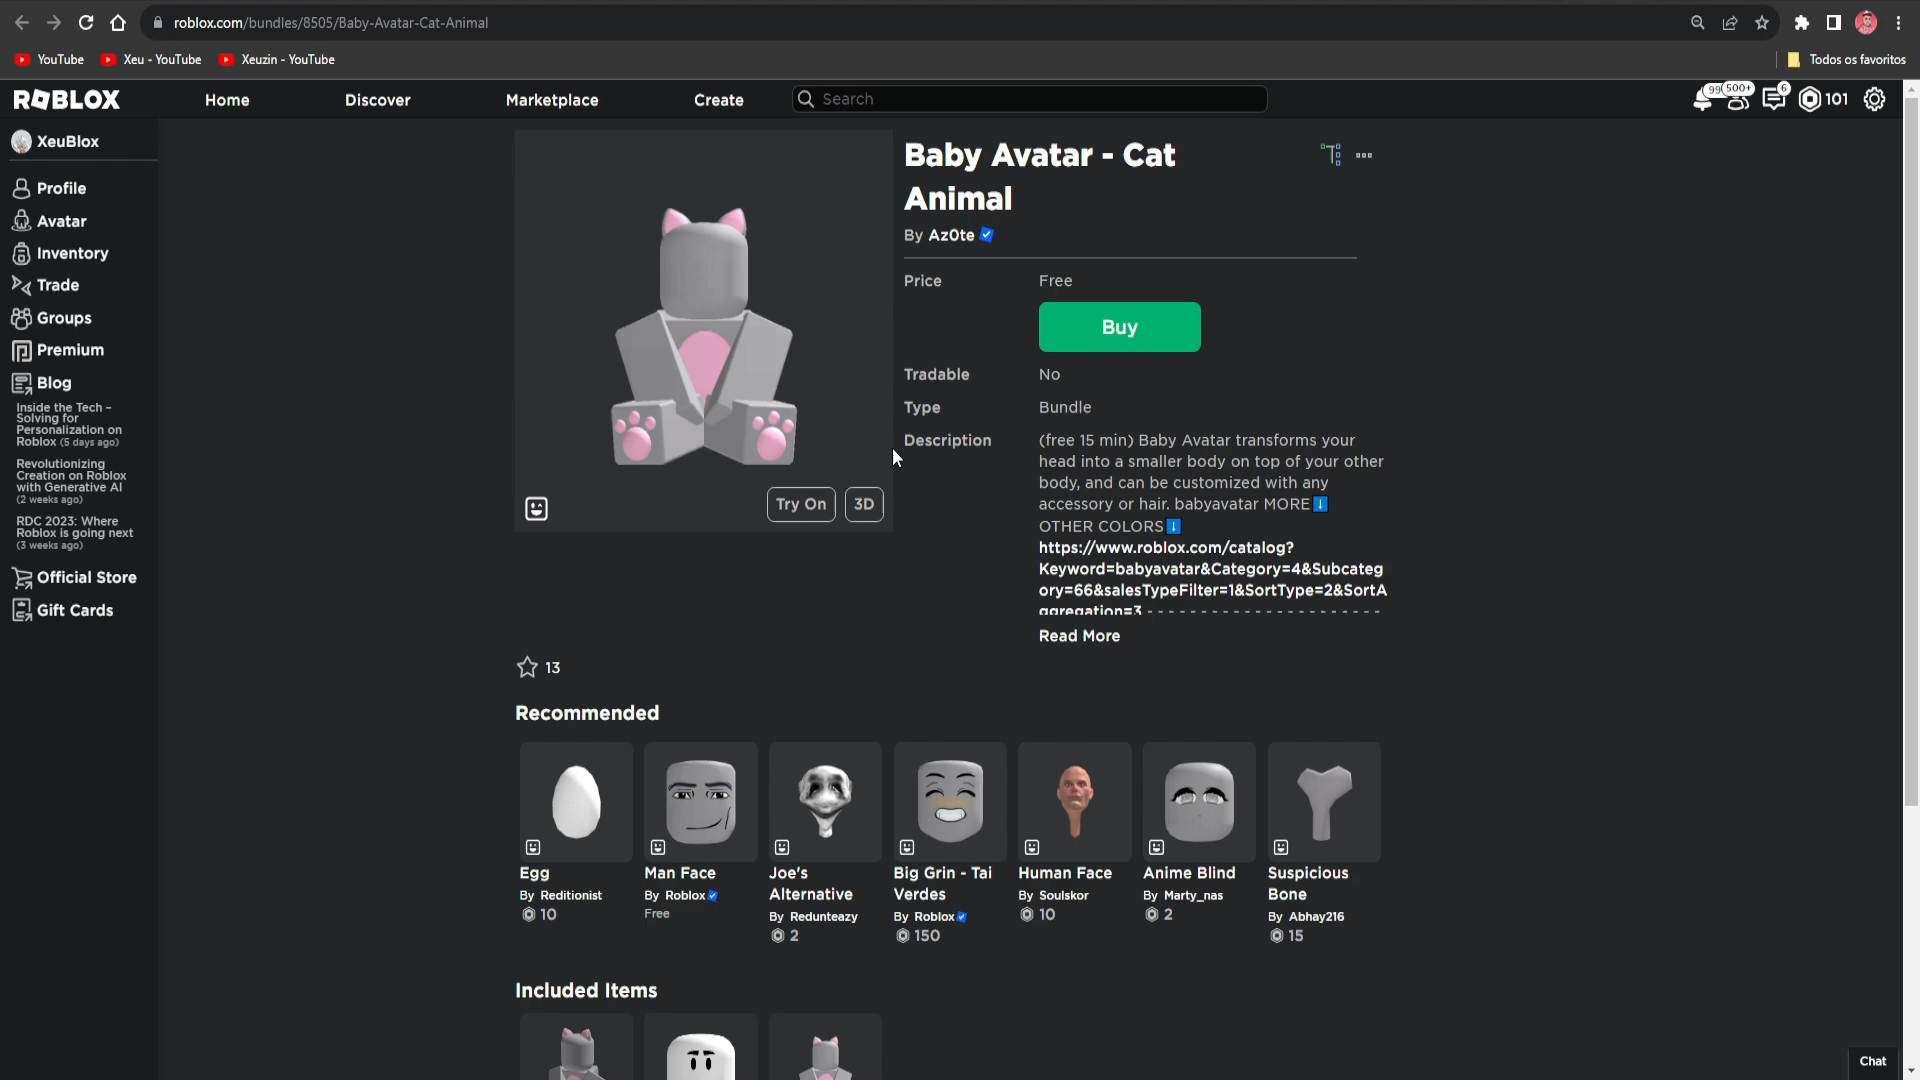 roblox.com/bundles/8505/Baby-Avatar-Cat-Animal
YouTube
Xeu - YouTube
Xeuzin - YouTube
Todos os favoritos
ROBLOX
Home
Discover
Marketplace
Create
Search
99
500+
6
101
XeuBlox
Profile
Avatar
Inventory
Trade
Groups
Premium
Blog
Inside the Tech –
Solving for
Personalization on
Roblox (5 days ago)
Revolutionizing
Creation on Roblox
with Generative AI
(2 weeks ago)
RDC 2023: Where
Roblox is going next
(3 weeks ago)
Official Store
Gift Cards
Try On
3D
Baby Avatar - Cat
Animal
By Az0te
Price
Free
Buy
Tradable
No
Type
Bundle
Description
(free 15 min) Baby Avatar transforms your
head into a smaller body on top of your other
body, and can be customized with any
accessory or hair. babyavatar MORE⬇
OTHER COLORS⬇
https://www.roblox.com/catalog?
Keyword=babyavatar&Category=4&Subcateg
ory=66&salesTypeFilter=1&SortType=2&SortA
ggregation=3 - - - - - - - - - - - - - - - - - - - - - -
Read More
13
Recommended
Egg
By Reditionist
10
Man Face
By Roblox
Free
Joe's
Alternative
By Redunteazy
2
Big Grin - Tai
Verdes
By Roblox
150
Human Face
By Soulskor
10
Anime Blind
By Marty_nas
2
Suspicious
Bone
By Abhay216
15
Included Items
Chat